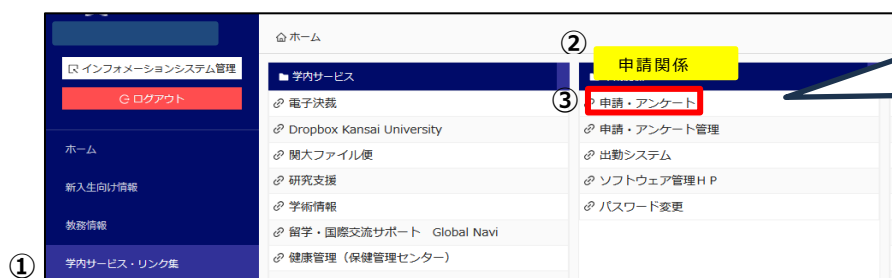 インフォメーションシステム管理
ログアウト
ホーム
新入生向け情報
教務情報
①
学内サービス・リンク集
ホーム
②
学内サービス
電子決裁
Dropbox Kansai University
関大ファイル便
研究支援
学術情報
留学・国際交流サポート Global Navi
健康管理（保健管理センター）
申請関係
③
申請・アンケート
申請・アンケート管理
出勤システム
ソフトウェア管理ＨＰ
パスワード変更